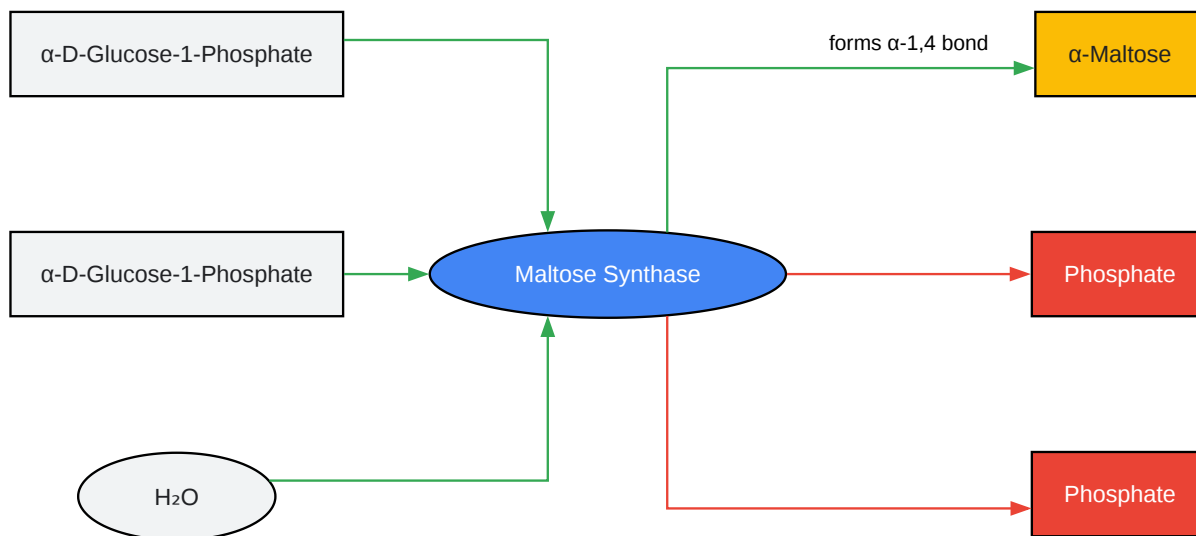 α-D-Glucose-1-Phosphate
forms α-1,4 bond
α-Maltose
α-D-Glucose-1-Phosphate
Maltose Synthase
Phosphate
H₂O
Phosphate